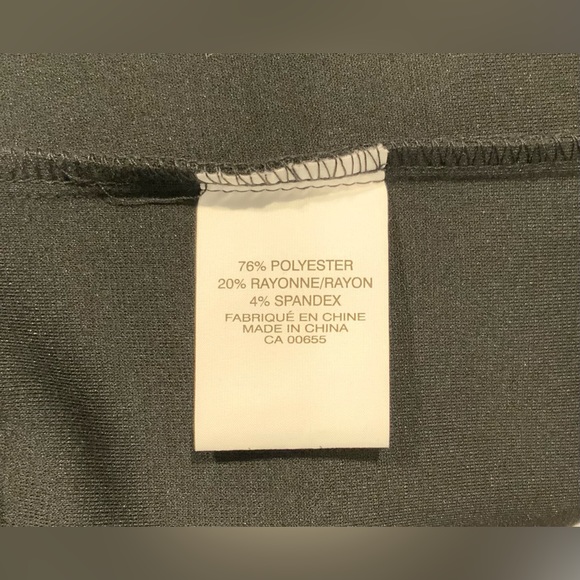 76% POLYESTER
20% RAYONNE/RAYON
4% SPANDEX
FABRIQUÉ EN CHINE
MADE IN CHINA
CA 00655